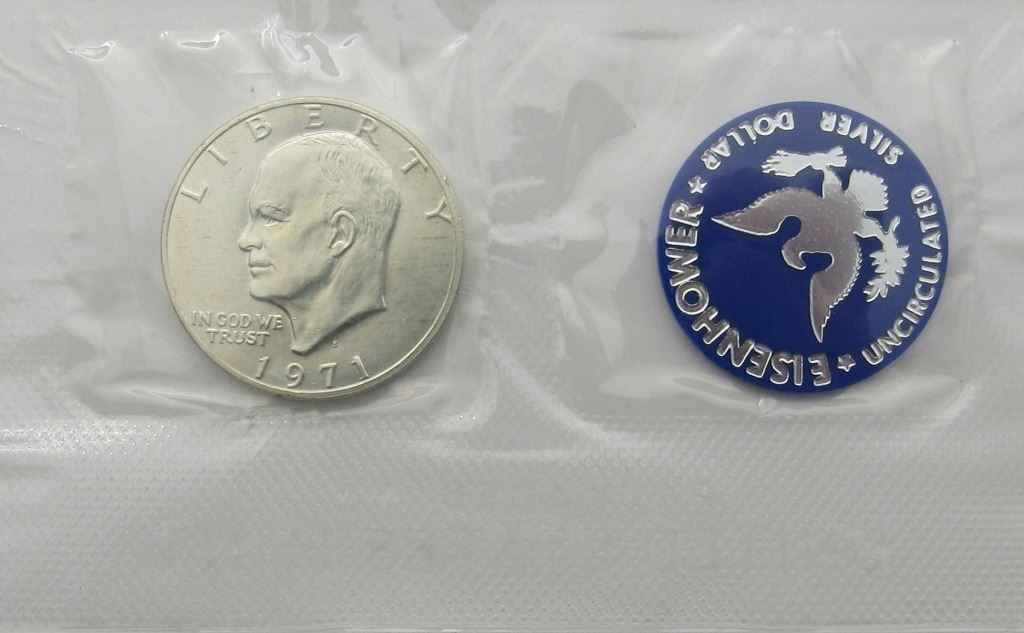 LIBERTY
IN GOD WE
TRUST
S
1971
EISENHOWER
★ UNCIRCULATED
SILVER DOLLAR ★